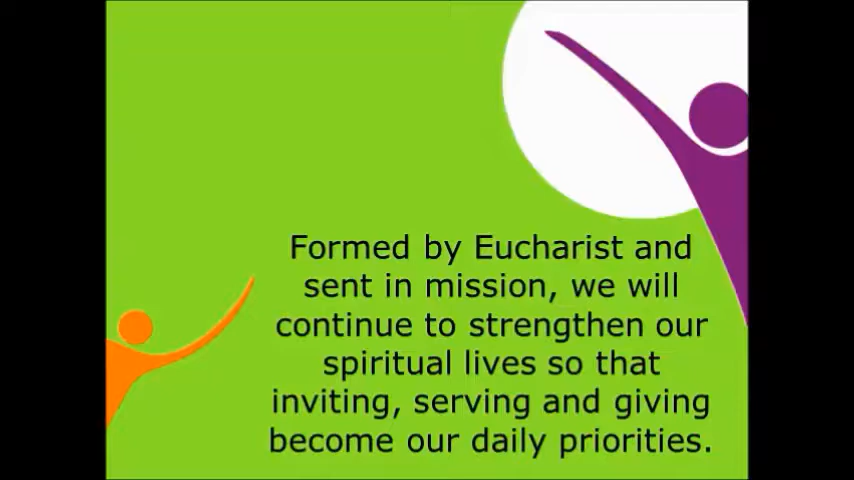 Formed by Eucharist and
sent in mission, we will
continue to strengthen our
spiritual lives so that
inviting, serving and giving
become our daily priorities.